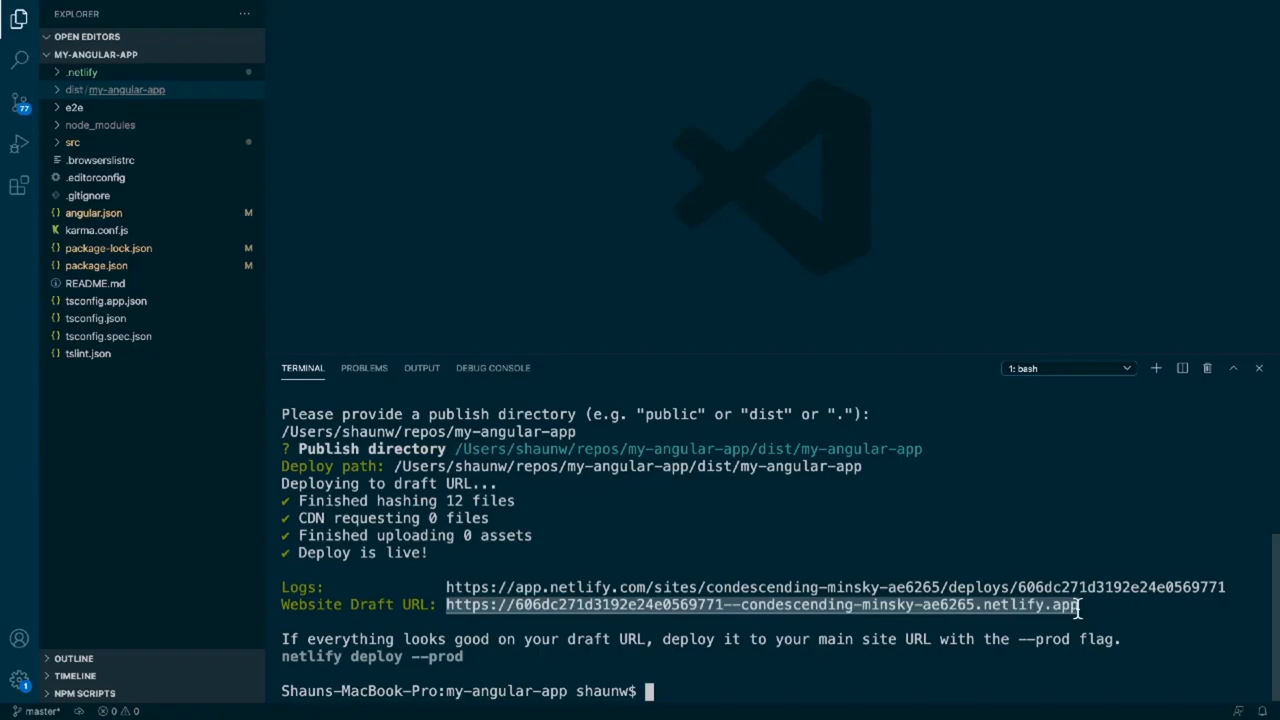 EXPLORER
OPEN EDITORS
MY-ANGULAR-APP
.netlify
dist/my-angular-app
e2e
node_modules
src
.browserslistrc
.editorconfig
.gitignore
angular.json M
karma.conf.js
package-lock.json M
package.json M
README.md
tsconfig.app.json
tsconfig.json
tsconfig.spec.json
tslint.json
OUTLINE
TIMELINE
NPM SCRIPTS
77
1
TERMINAL PROBLEMS OUTPUT DEBUG CONSOLE 1: bash
Please provide a publish directory (e.g. "public" or "dist" or "."):
/Users/shaunw/repos/my-angular-app
? Publish directory /Users/shaunw/repos/my-angular-app/dist/my-angular-app
Deploy path: /Users/shaunw/repos/my-angular-app/dist/my-angular-app
Deploying to draft URL...
✔ Finished hashing 12 files
✔ CDN requesting 0 files
✔ Finished uploading 0 assets
✔ Deploy is live!
Logs: https://app.netlify.com/sites/condescending-minsky-ae6265/deploys/606dc271d3192e24e0569771
Website Draft URL: https://606dc271d3192e24e0569771--condescending-minsky-ae6265.netlify.app
If everything looks good on your draft URL, deploy it to your main site URL with the --prod flag.
netlify deploy --prod
Shauns-MacBook-Pro:my-angular-app shaunw$
master* 0 0